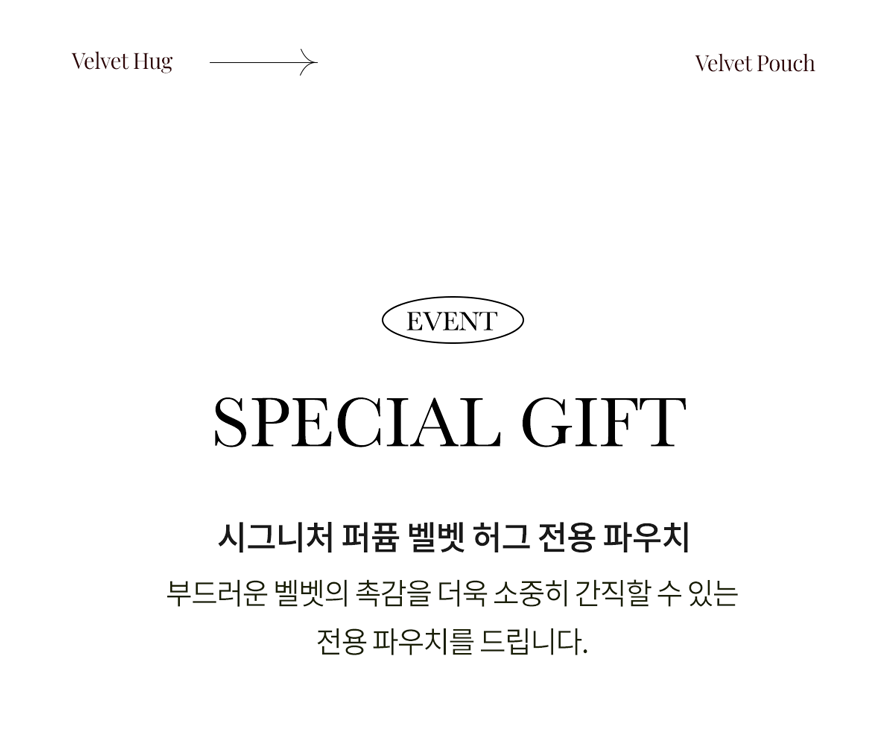 Velvet Hug
Velvet Pouch
EVENT
SPECIAL GIFT
시그니처 퍼퓸 벨벳 허그 전용 파우치
부드러운 벨벳의 촉감을 더욱 소중히 간직할 수 있는
전용 파우치를 드립니다.